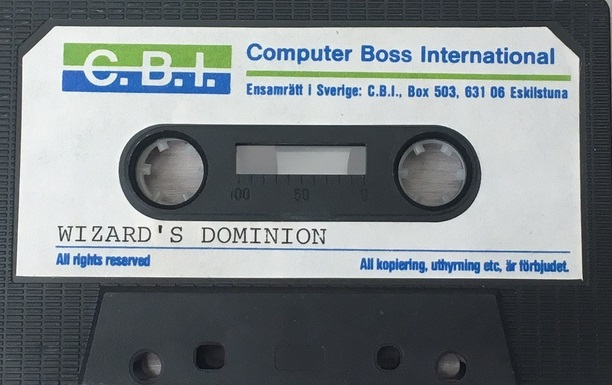 C.B.I.
Computer Boss International
Ensamrätt i Sverige: C.B.I., Box 503, 631 06 Eskilstuna
100 50 0
WIZARD'S DOMINION
All rights reserved
All kopiering, uthyrning etc, är förbjudet.